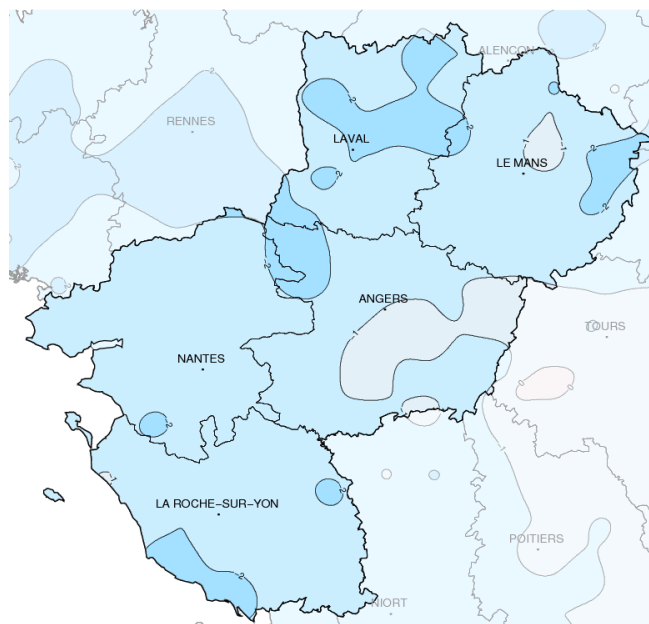 ALENCON
RENNES
LAVAL
LE MANS
ANGERS
TOURS
NANTES
LA ROCHE-SUR-YON
POITIERS
NIORT